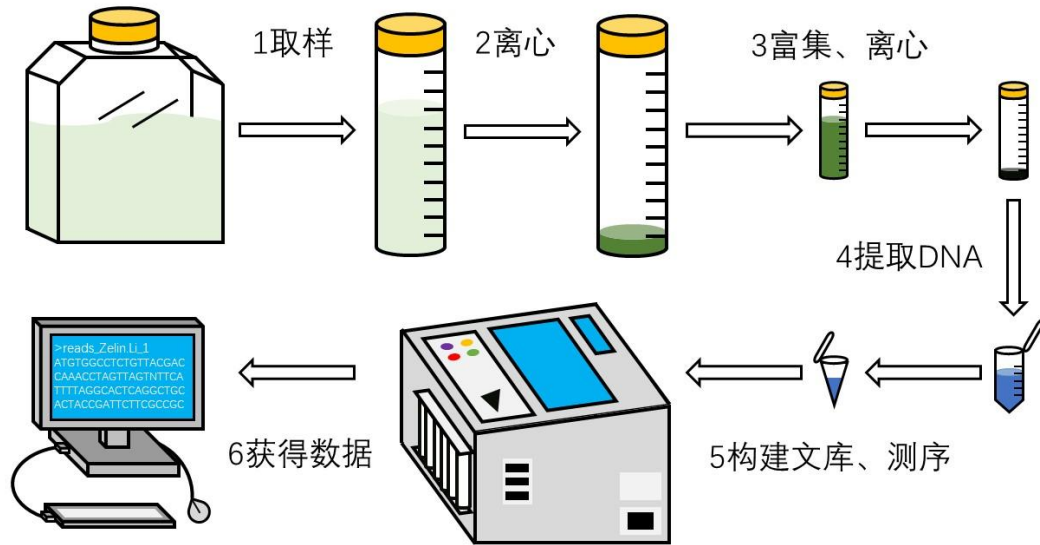 1取样
2离心
3富集、离心
4提取DNA
>reads_Zelin.Li_1
ATGTGGCCTCTGTTACGAC
CAAACCTAGTTAGTNTTCA
TTTTAGGCACTCAGGCTGC
ACTACCGATTCTTCGCCGC
6获得数据
5构建文库、测序